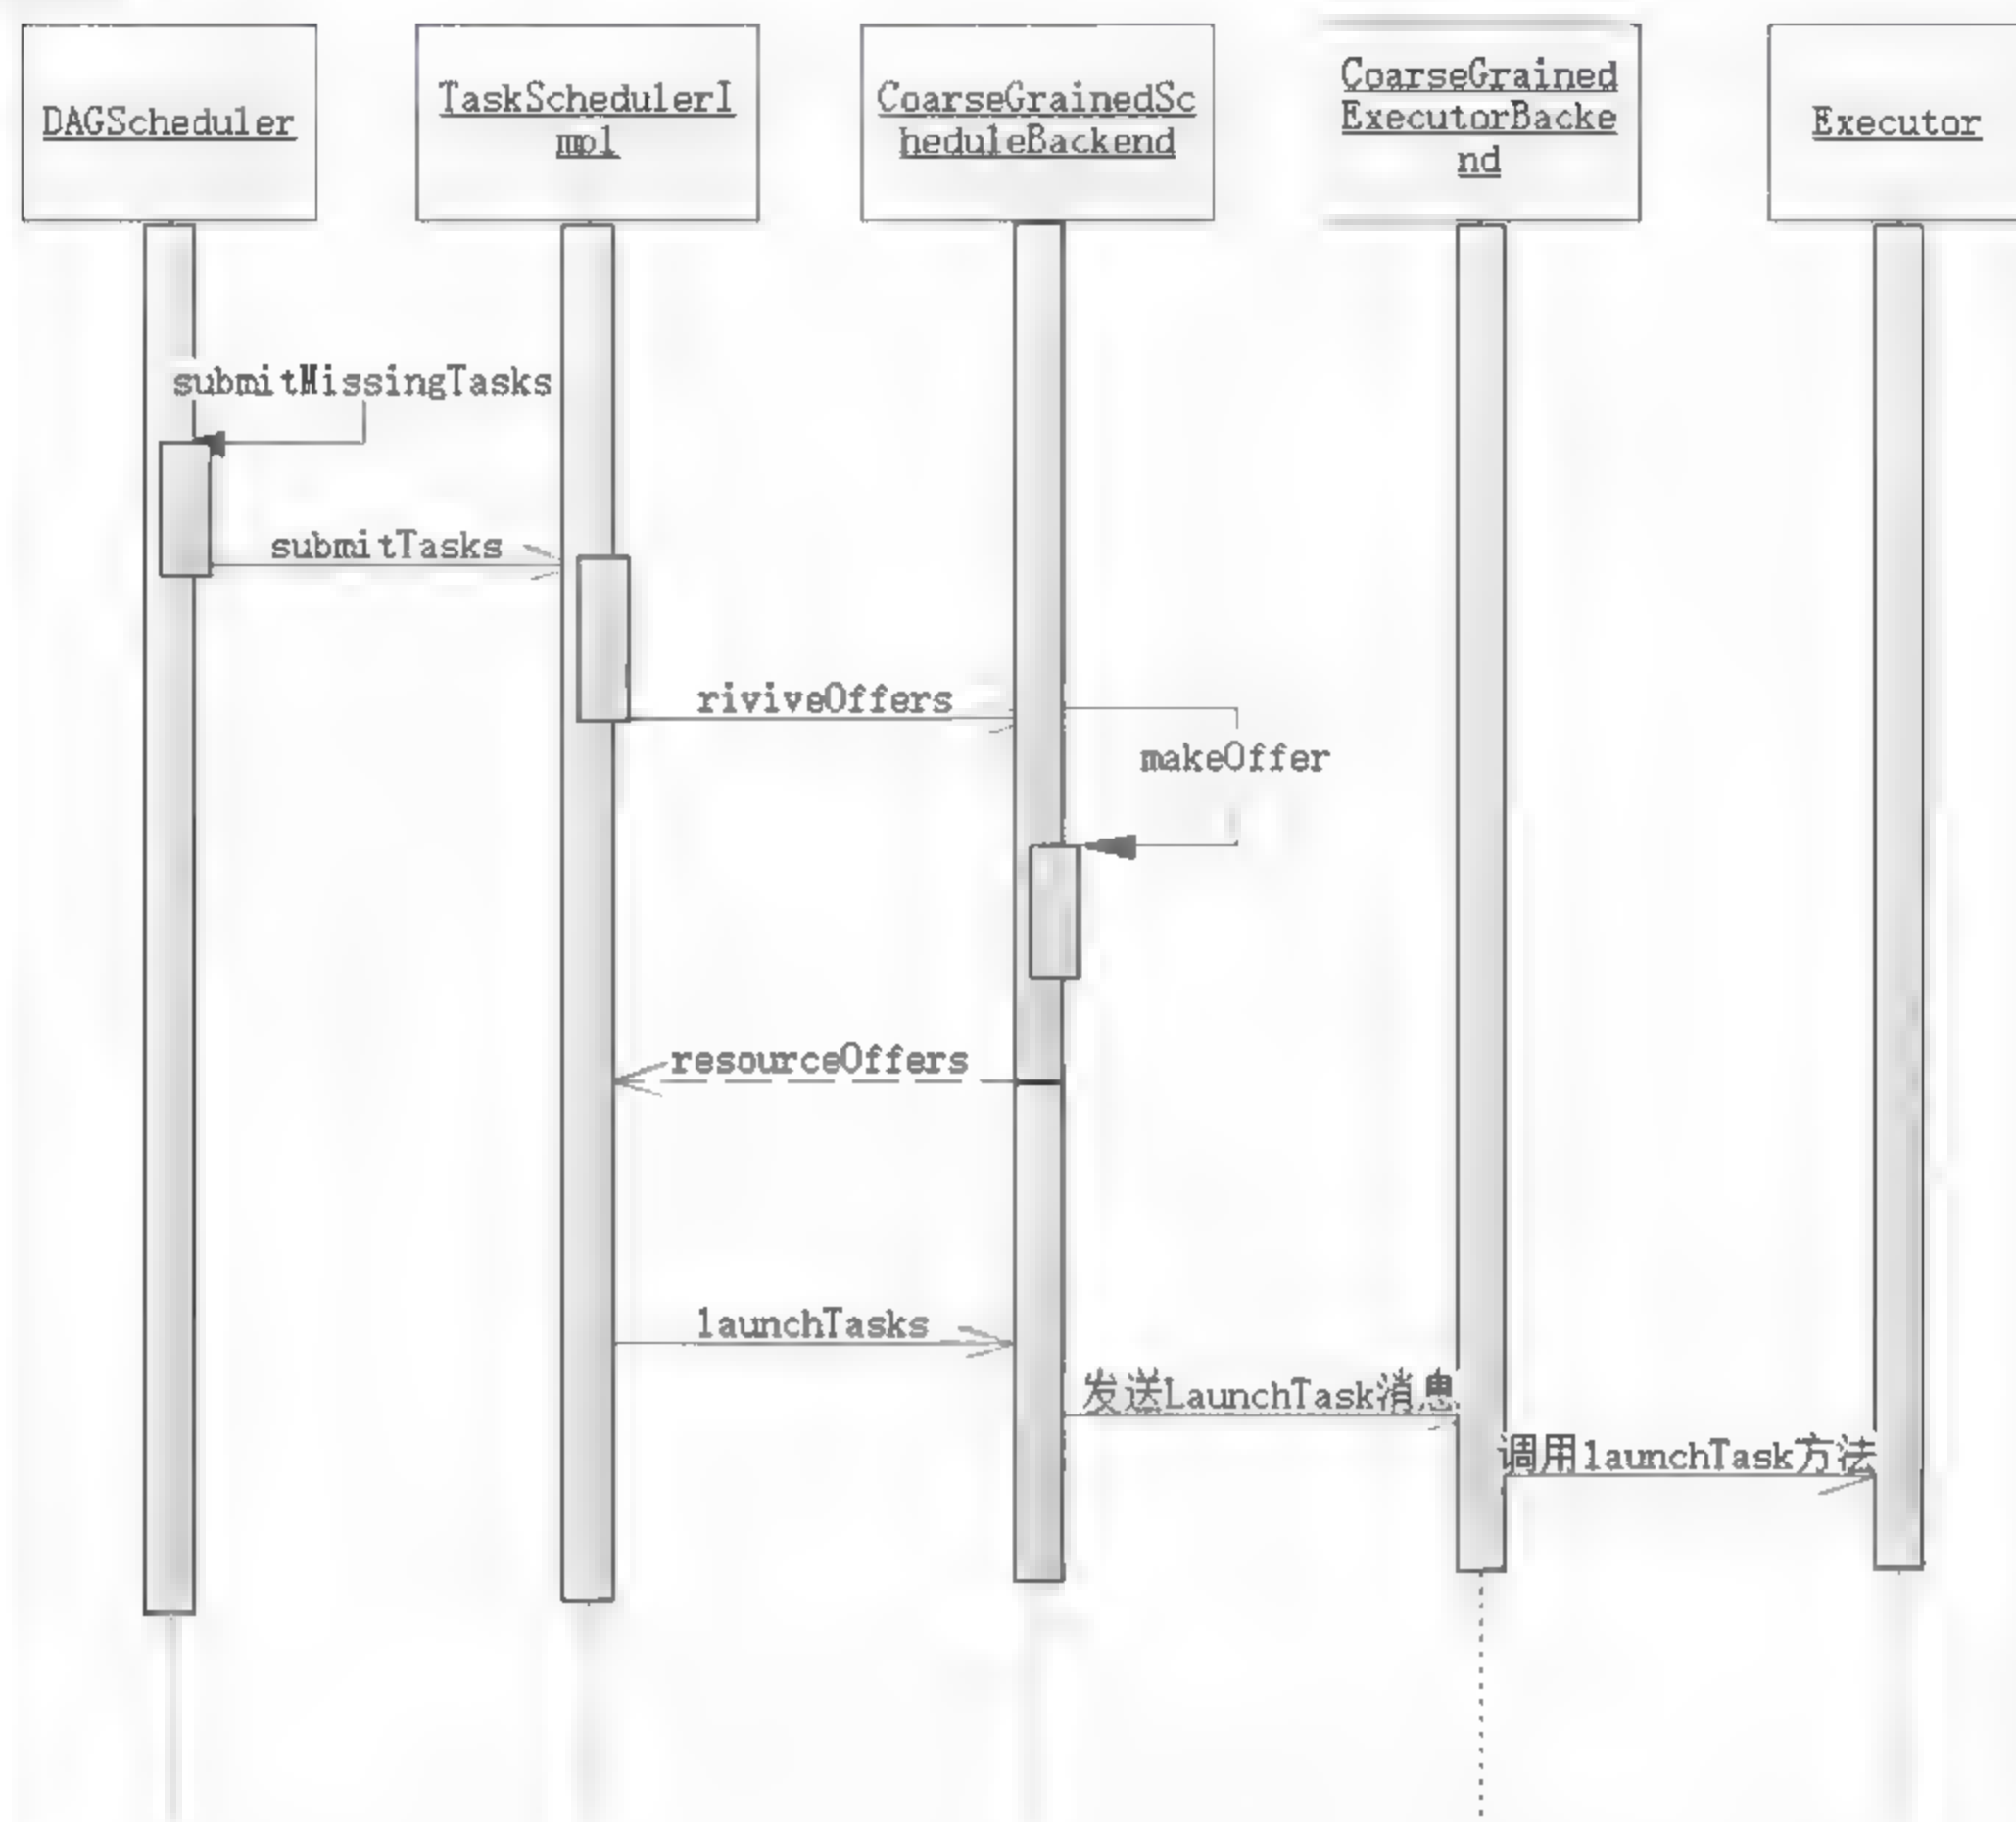 DAGScheduler
TaskSchedulerI
mpl
CoarseGrainedSc
heduleBackend
CoarseGrained
ExecutorBacke
nd
Executor
submitMissingTasks
submitTasks
riviveOffers
makeOffer
resourceOffers
launchTasks
发送LaunchTask消息
调用launchTask方法